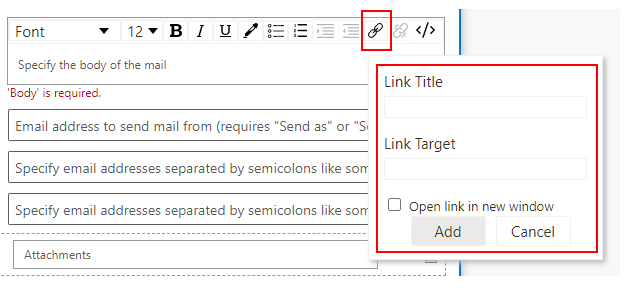 Font 12 B I U </>
Specify the body of the mail
'Body' is required.
Link Title
Email address to send mail from (requires "Send as" or "Se
Link Target
Specify email addresses separated by semicolons like som
Open link in new window
Specify email addresses separated by semicolons like som
Add Cancel
Attachments